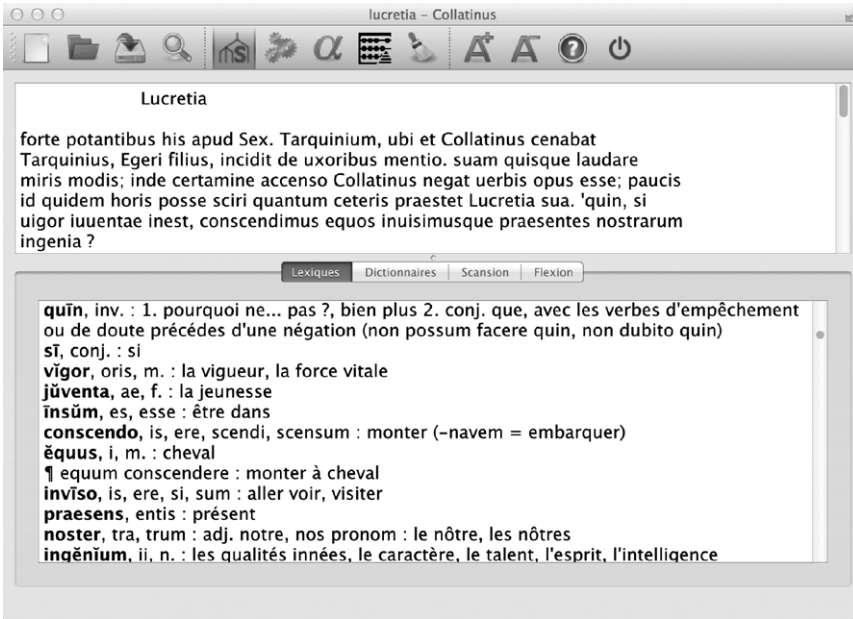 lucretia – Collatinus
Lucretia
forte potantibus his apud Sex. Tarquinium, ubi et Collatinus cenabat
Tarquinius, Egeri filius, incidit de uxoribus mentio. suam quisque laudare
miris modis; inde certamine accenso Collatinus negat uerbis opus esse; paucis
id quidem horis posse sciri quantum ceteris praestet Lucretia sua. 'quin, si
uigor iuuentae inest, conscendimus equos inuisimusque praesentes nostrarum
ingenia ?
Lexiques Dictionnaires Scansion Flexion
quīn, inv. : 1. pourquoi ne... pas ?, bien plus 2. conj. que, avec les verbes d'empêchement
ou de doute précédes d'une négation (non possum facere quin, non dubito quin)
sī, conj. : si
vĭgor, oris, m. : la vigueur, la force vitale
jŭventa, ae, f. : la jeunesse
īnsŭm, es, esse : être dans
conscendo, is, ere, scendi, scensum : monter (-navem = embarquer)
ĕquus, i, m. : cheval
¶ equum conscendere : monter à cheval
invīso, is, ere, si, sum : aller voir, visiter
praesens, entis : présent
noster, tra, trum : adj. notre, nos pronom : le nôtre, les nôtres
ingĕnĭum, ii, n. : les qualités innées, le caractère, le talent, l'esprit, l'intelligence